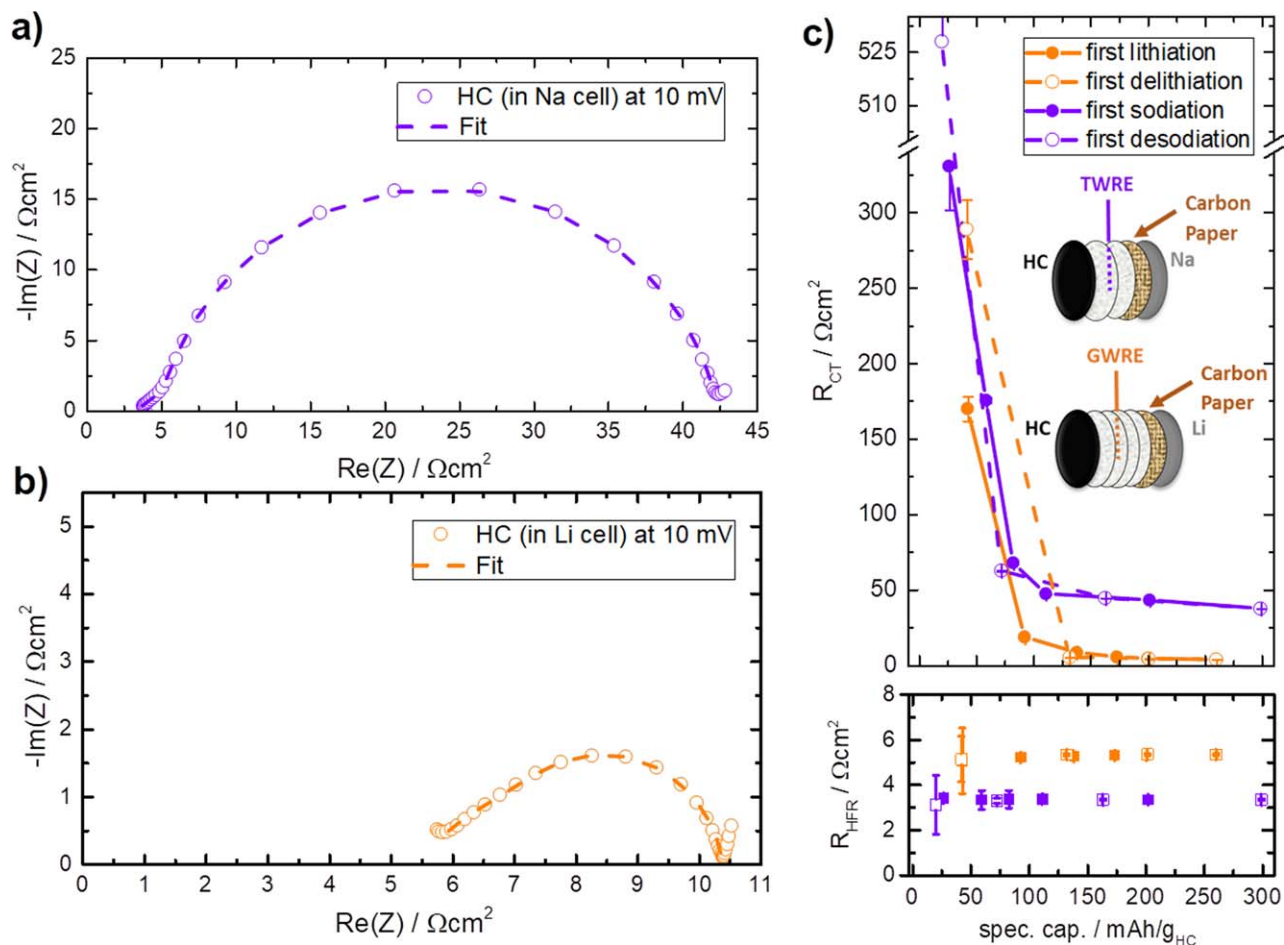 a)
25
20
15
10
5
0
-Im(Z) / Ωcm²
HC (in Na cell) at 10 mV
Fit
0 5 10 15 20 25 30 35 40 45
Re(Z) / Ωcm²
b)
5
4
3
2
1
0
-Im(Z) / Ωcm²
HC (in Li cell) at 10 mV
Fit
0 1 2 3 4 5 6 7 8 9 10 11
Re(Z) / Ωcm²
c)
525
510
300
250
200
150
100
50
0
R_CT / Ωcm²
first lithiation
first delithiation
first sodiation
first desodiation
TWRE
Carbon
Paper
HC
Na
GWRE
Carbon
Paper
HC
Li
8
6
4
2
0
R_HFR / Ωcm²
0 50 100 150 200 250 300
spec. cap. / mAh/g_HC